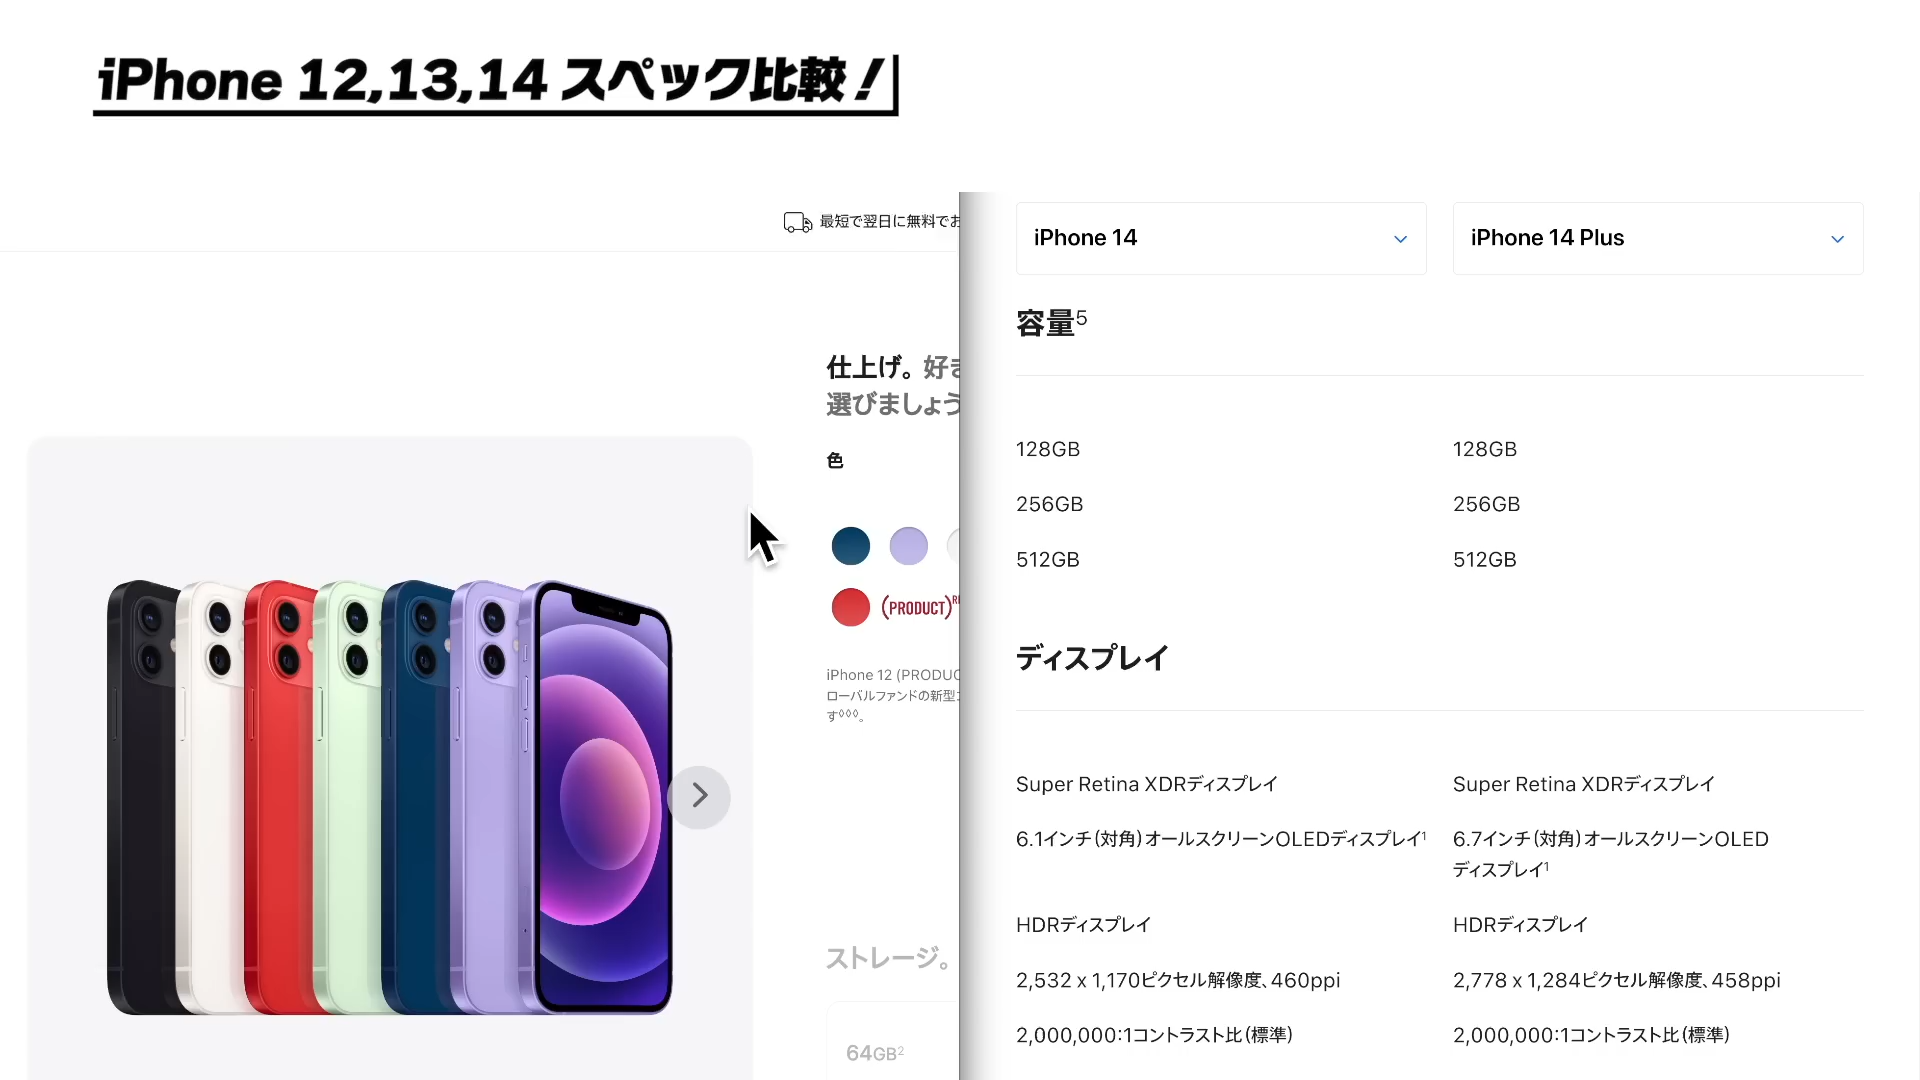 iPhone 12,13,14 スペック比較！
最短で翌日に無料でお
仕上げ。好き
選びましょう
色
(PRODUCT)RE
iPhone 12 (PRODUC
ローバルファンドの新型コ
す◊◊◊。
ストレージ。
64GB2
iPhone 14
iPhone 14 Plus
容量5
128GB
128GB
256GB
256GB
512GB
512GB
ディスプレイ
Super Retina XDRディスプレイ
Super Retina XDRディスプレイ
6.1インチ（対角）オールスクリーンOLEDディスプレイ1
6.7インチ（対角）オールスクリーンOLED
ディスプレイ1
HDRディスプレイ
HDRディスプレイ
2,532 x 1,170ピクセル解像度、460ppi
2,778 x 1,284ピクセル解像度、458ppi
2,000,000:1コントラスト比（標準）
2,000,000:1コントラスト比（標準）